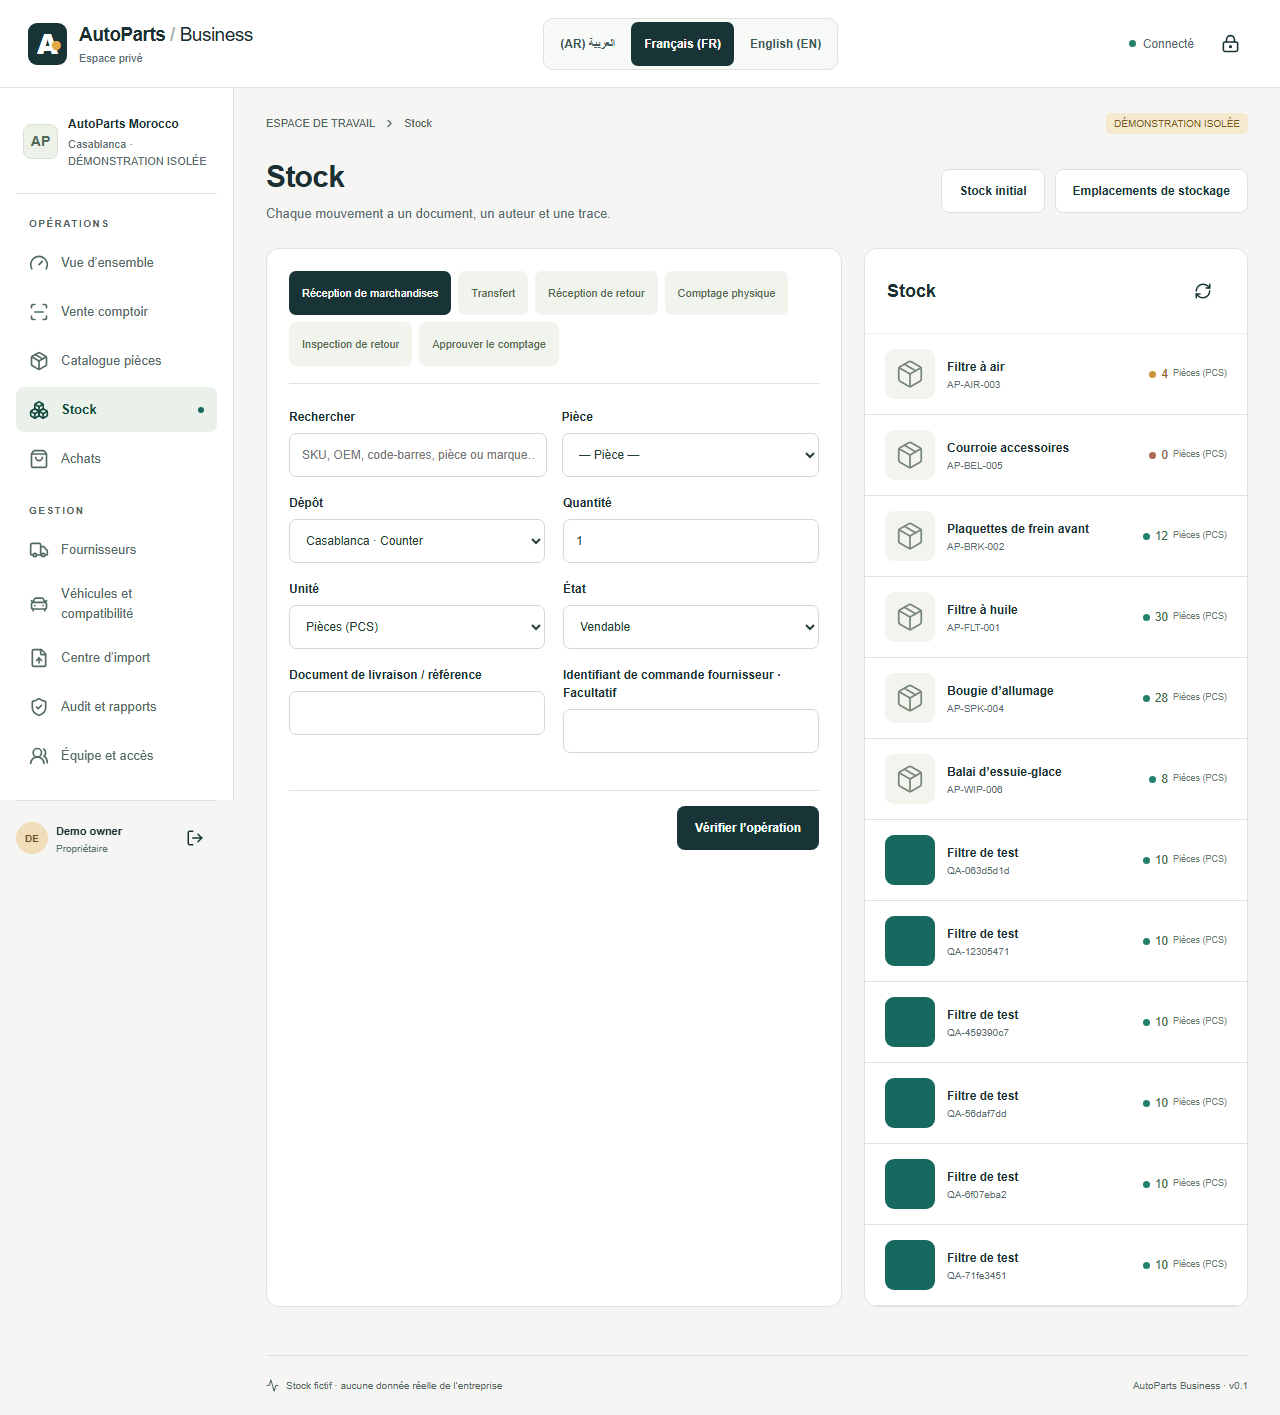 A
AutoParts / Business
Espace privé
العربية (AR)
Français (FR)
English (EN)
Connecté
AP
AutoParts Morocco
Casablanca ·
DÉMONSTRATION ISOLÉE
OPÉRATIONS
Vue d’ensemble
Vente comptoir
Catalogue pièces
Stock
Achats
GESTION
Fournisseurs
Véhicules et
compatibilité
Centre d’import
Audit et rapports
Équipe et accès
DE
Demo owner
Propriétaire
ESPACE DE TRAVAIL > Stock
DÉMONSTRATION ISOLÉE
Stock
Chaque mouvement a un document, un auteur et une trace.
Stock initial
Emplacements de stockage
Réception de marchandises
Transfert
Réception de retour
Comptage physique
Inspection de retour
Approuver le comptage
Rechercher
SKU, OEM, code-barres, pièce ou marque..
Pièce
— Pièce —
Dépôt
Casablanca · Counter
Quantité
1
Unité
Pièces (PCS)
État
Vendable
Document de livraison / référence
Identifiant de commande fournisseur ·
Facultatif
Vérifier l’opération
Stock
Filtre à air
AP-AIR-003
4 Pièces (PCS)
Courroie accessoires
AP-BEL-005
0 Pièces (PCS)
Plaquettes de frein avant
AP-BRK-002
12 Pièces (PCS)
Filtre à huile
AP-FLT-001
30 Pièces (PCS)
Bougie d’allumage
AP-SPK-004
28 Pièces (PCS)
Balai d’essuie-glace
AP-WIP-006
8 Pièces (PCS)
Filtre de test
QA-063d5d1d
10 Pièces (PCS)
Filtre de test
QA-12305471
10 Pièces (PCS)
Filtre de test
QA-459390c7
10 Pièces (PCS)
Filtre de test
QA-56daf7dd
10 Pièces (PCS)
Filtre de test
QA-6f07eba2
10 Pièces (PCS)
Filtre de test
QA-71fe3451
10 Pièces (PCS)
Stock fictif · aucune donnée réelle de l’entreprise
AutoParts Business · v0.1